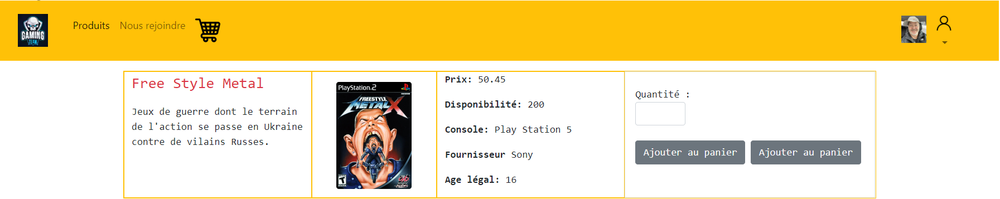 GAMING
TEAM
Produits
Nous rejoindre
Free Style Metal
Jeux de guerre dont le terrain
de l'action se passe en Ukraine
contre de vilains Russes.
PlayStation.2
FREESTYLE
METAL X
Prix: 50.45
Disponibilité: 200
Console: Play Station 5
Fournisseur Sony
Age légal: 16
Quantité :
Ajouter au panier
Ajouter au panier